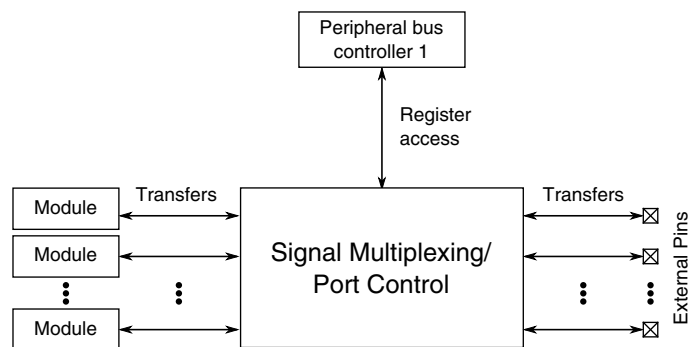 Peripheral bus
controller 1
Register
access
Transfers
Transfers
Module
Module
Module
Signal Multiplexing/
Port Control
External Pins